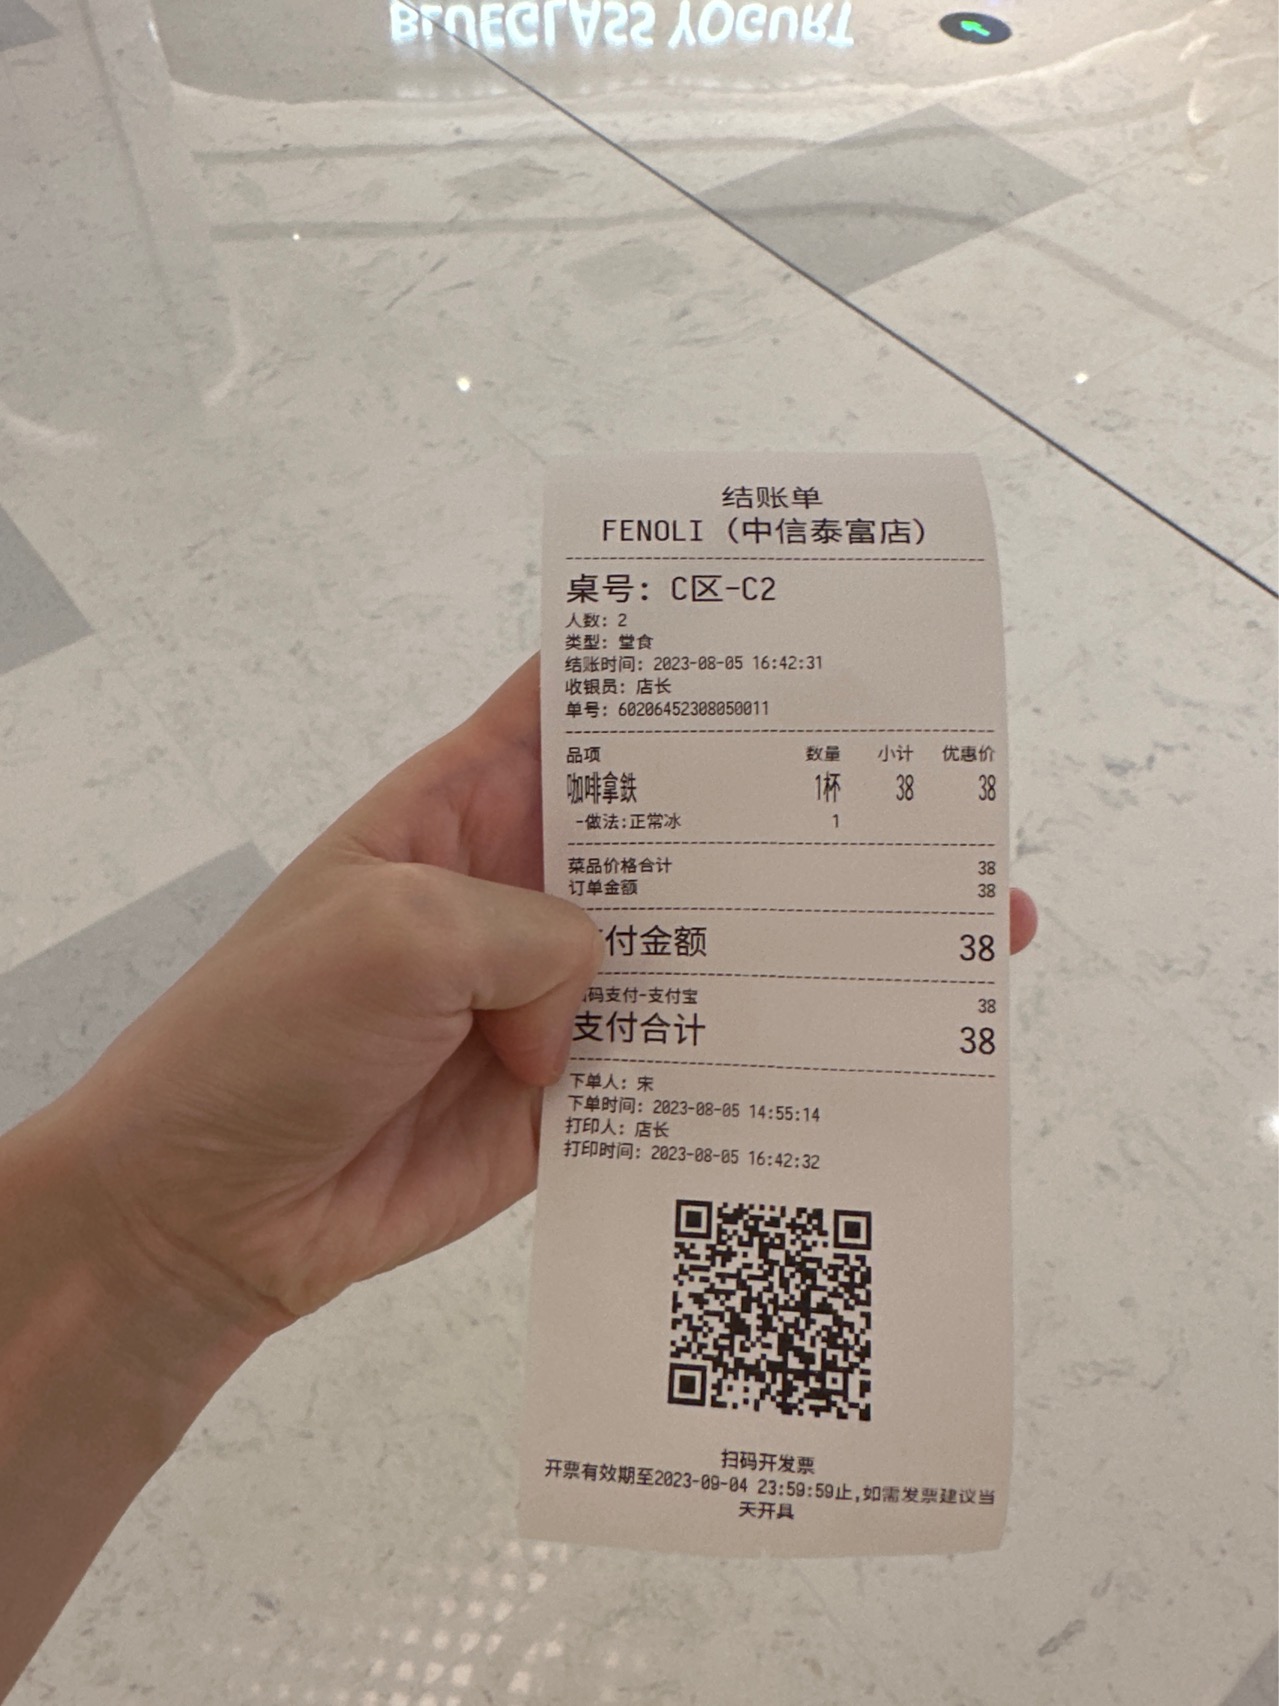 BLUEGLASS YOGURT
结账单
FENOLI (中信泰富店)
桌号: C区-C2
人数: 2
类型: 堂食
结账时间: 2023-08-05 16:42:31
收银员: 店长
单号: 60206452308050011
品项 数量 小计 优惠价
咖啡拿鉄 1杯 38 38
-做法:正常冰 1
菜品价格合计 38
订单金额 38
付金额 38
码支付-支付宝 38
支付合计 38
下单人: 宋
下单时间: 2023-08-05 14:55:14
打印人: 店长
打印时间: 2023-08-05 16:42:32
扫码开发票
开票有效期至2023-09-04 23:59:59止,如需发票建议当
天开具